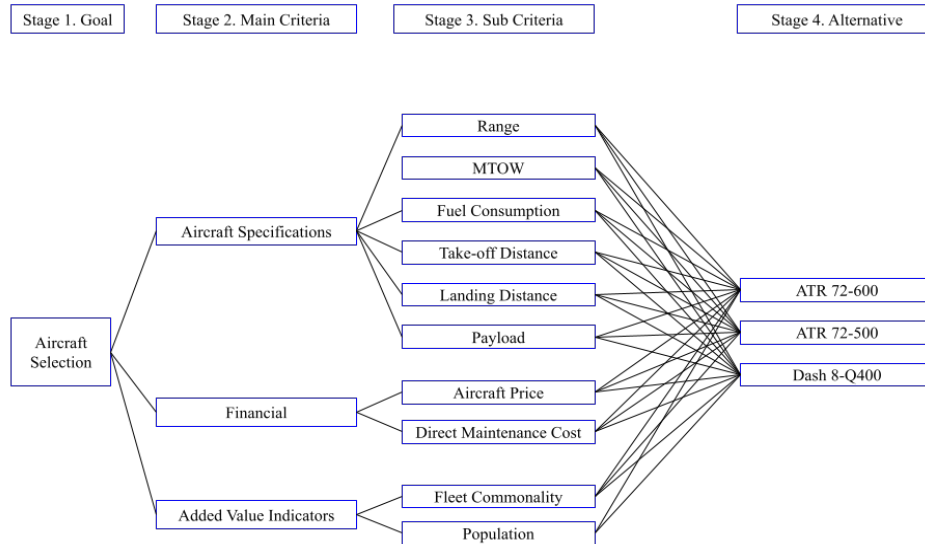 Stage 1. Goal
Stage 2. Main Criteria
Stage 3. Sub Criteria
Stage 4. Alternative
Aircraft
Selection
Aircraft Specifications
Financial
Added Value Indicators
Range
MTOW
Fuel Consumption
Take-off Distance
Landing Distance
Payload
Aircraft Price
Direct Maintenance Cost
Fleet Commonality
Population
ATR 72-600
ATR 72-500
Dash 8-Q400